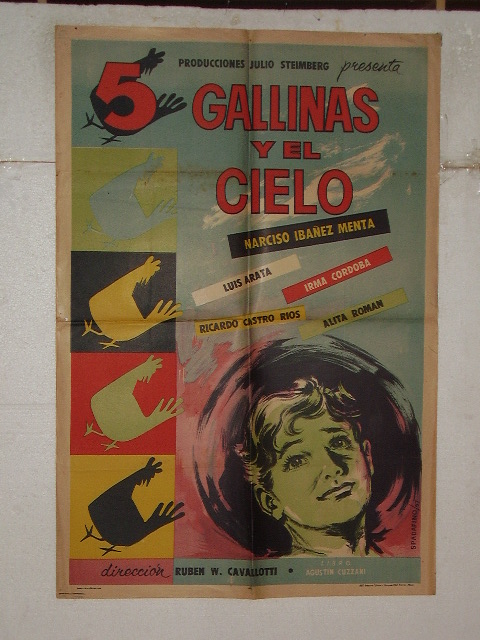 PRODUCCIONES JULIO STEIMBERG presenta
5 GALLINAS
Y EL
CIELO
NARCISO IBAÑEZ MENTA
LUIS ARATA
IRMA CORDOBA
RICARDO CASTRO RIOS
ALITA ROMAN
dirección RUBEN W. CAVALLOTTI • LIBRO
AGUSTIN CUZZANI